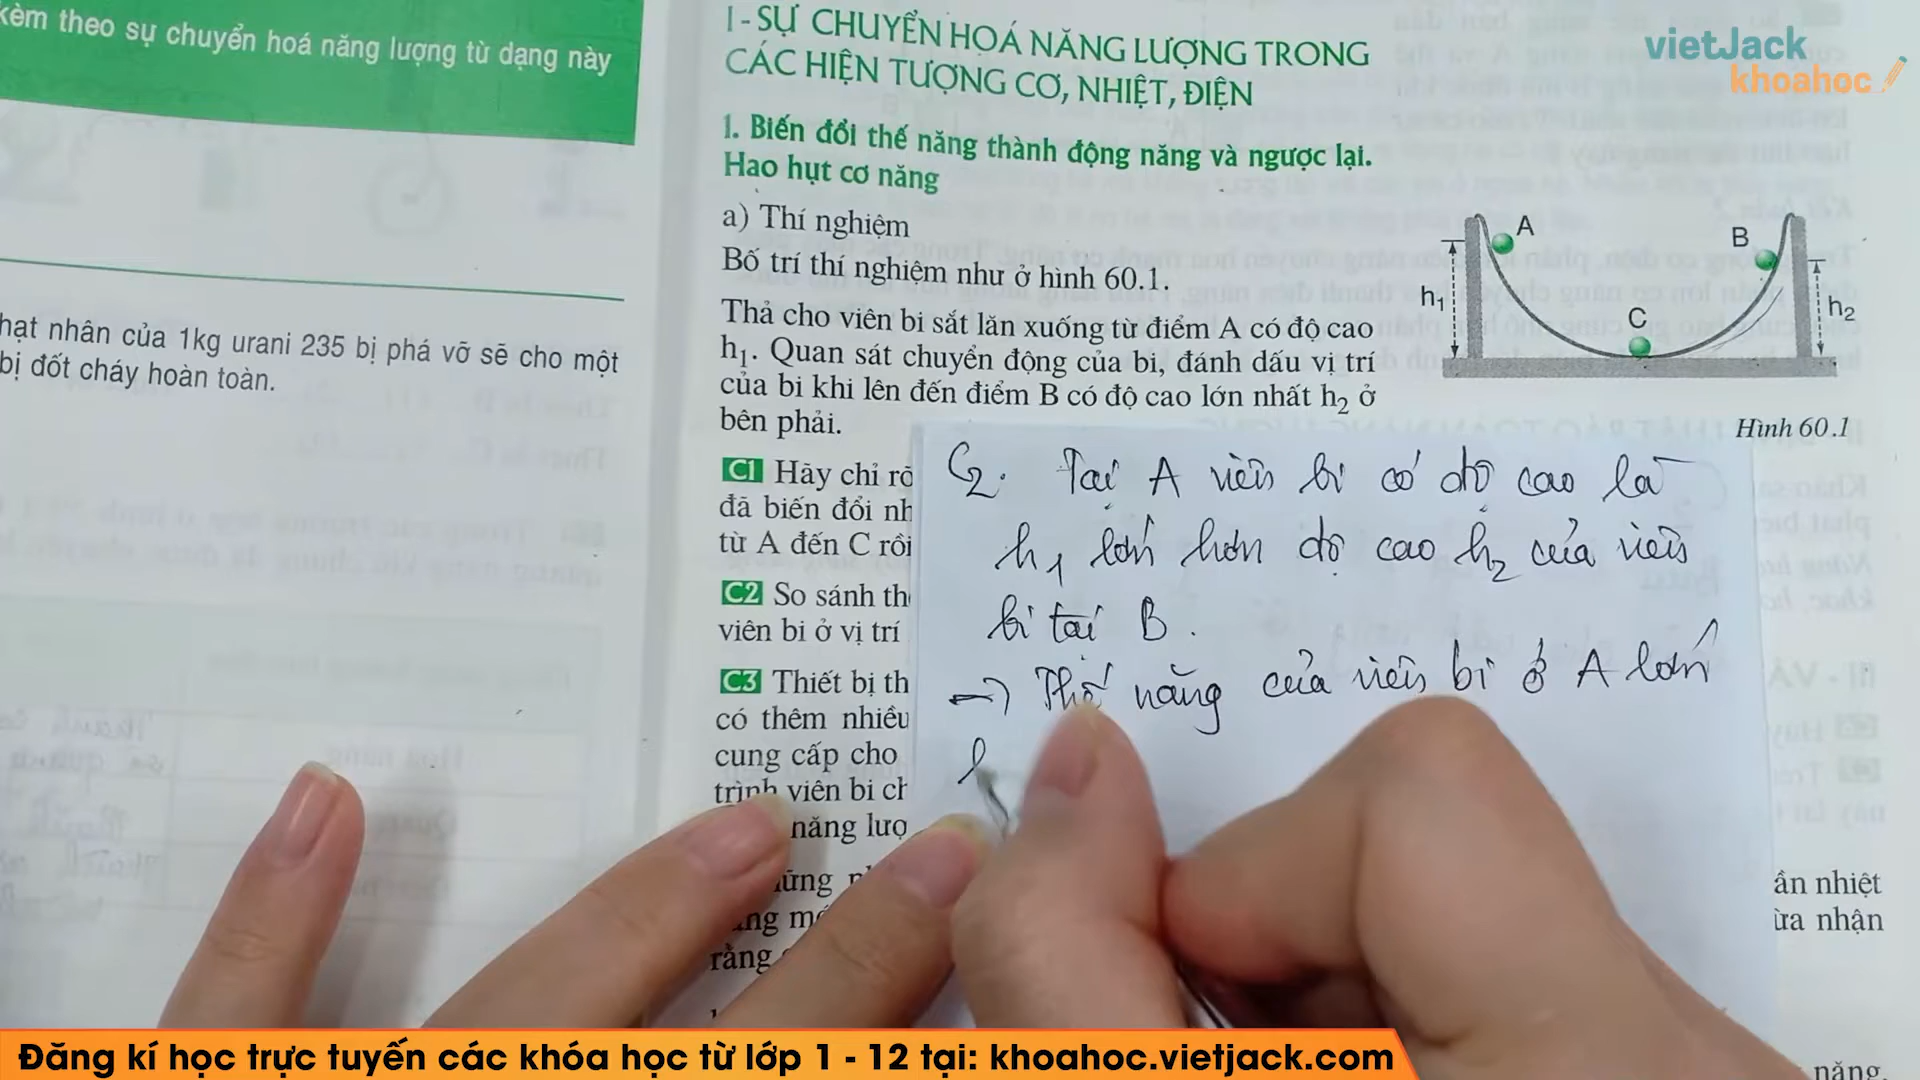 kèm theo sự chuyển hoá năng lượng từ dạng này
hạt nhân của 1kg urani 235 bị phá vỡ sẽ cho một
bị đốt cháy hoàn toàn.
I - SỰ CHUYỂN HOÁ NĂNG LƯỢNG TRONG
CÁC HIỆN TƯỢNG CƠ, NHIỆT, ĐIỆN
1. Biến đổi thế năng thành động năng và ngược lại.
Hao hụt cơ năng
a) Thí nghiệm
Bố trí thí nghiệm như ở hình 60.1.
Thả cho viên bi sắt lăn xuống từ điểm A có độ cao
h₁. Quan sát chuyển động của bi, đánh dấu vị trí
của bi khi lên đến điểm B có độ cao lớn nhất h₂ ở
bên phải.
C1 Hãy chỉ rõ
đã biến đổi nh
từ A đến C rồi
C2 So sánh th
viên bi ở vị trí
C3 Thiết bị th
có thêm nhiều
cung cấp cho
trình viên bi ch
năng lượ
ững
ng
rằng
vietJack
khoahoc
A
B
h₁
C
h₂
Hình 60.1
C₂. Tại A viên bi có độ cao là
h₁ lớn hơn độ cao h₂ của viên
bi tại B.
→ Thế năng của viên bi ở A lớn
ần nhiệt
ừa nhận
năng.
Đăng kí học trực tuyến các khóa học từ lớp 1 - 12 tại: khoahoc.vietjack.com